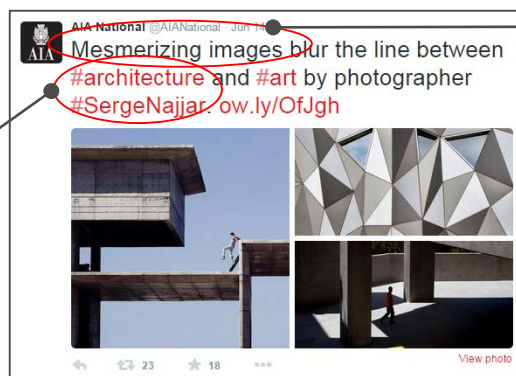 AIA National @AIANational · Jun 14
Mesmerizing images blur the line between
#architecture and #art by photographer
#SergeNajjar. ow.ly/OfJgh
AIA
23 18
View photo